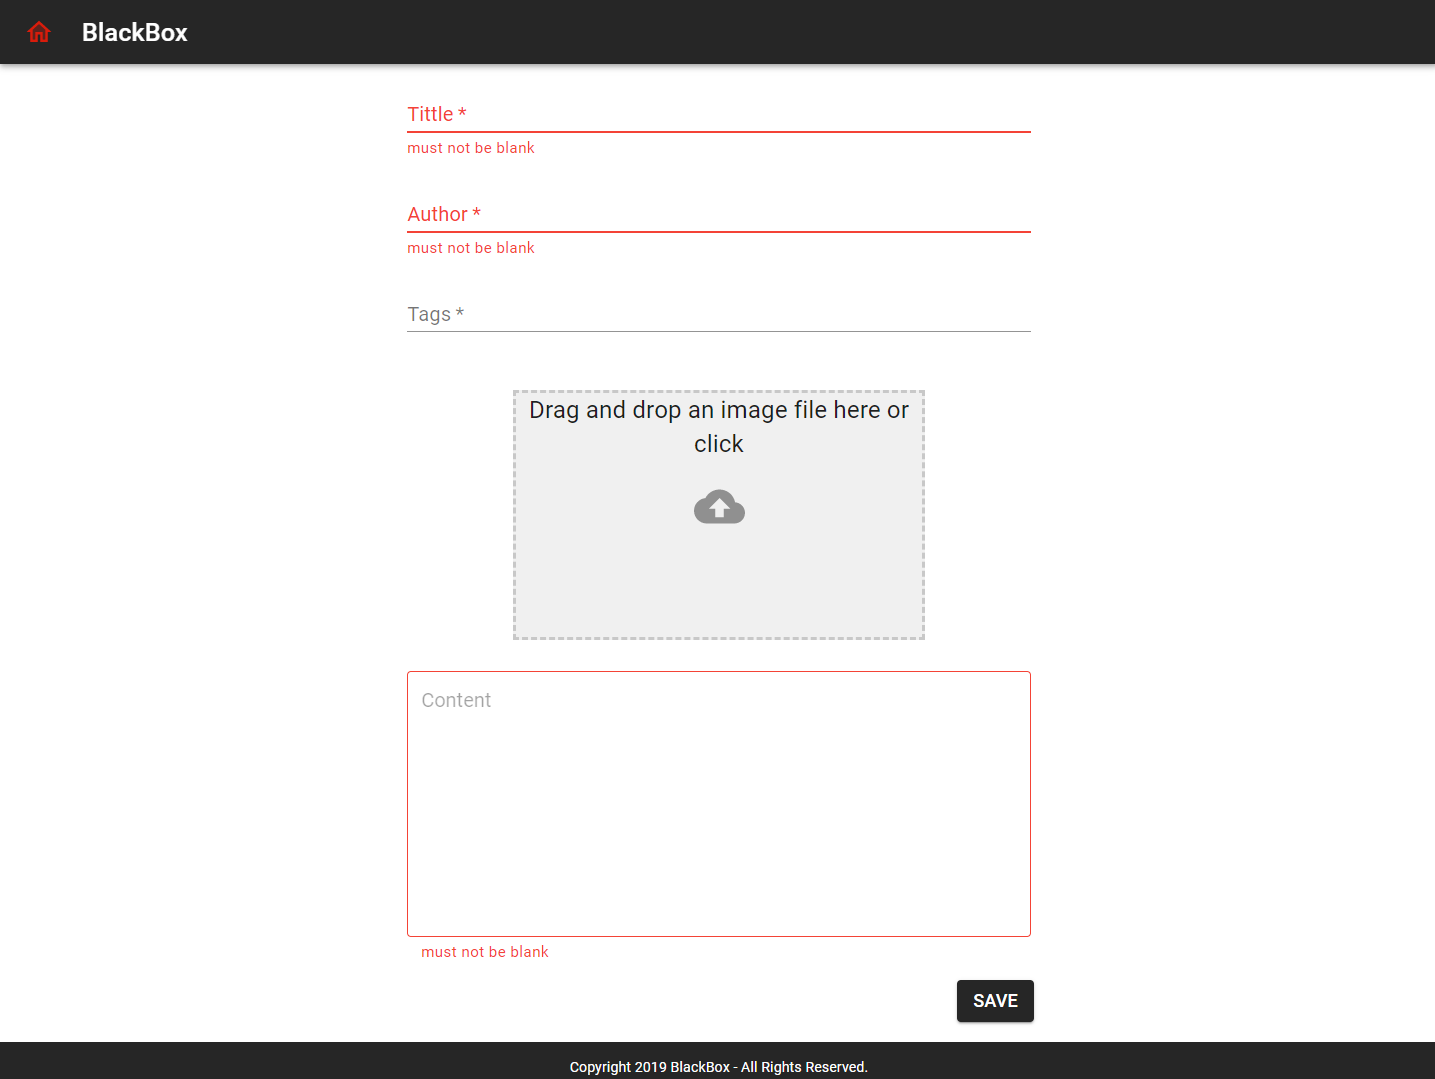 BlackBox
Tittle *
must not be blank
Author *
must not be blank
Tags *
Drag and drop an image file here or
click
Content
must not be blank
SAVE
Copyright 2019 BlackBox - All Rights Reserved.